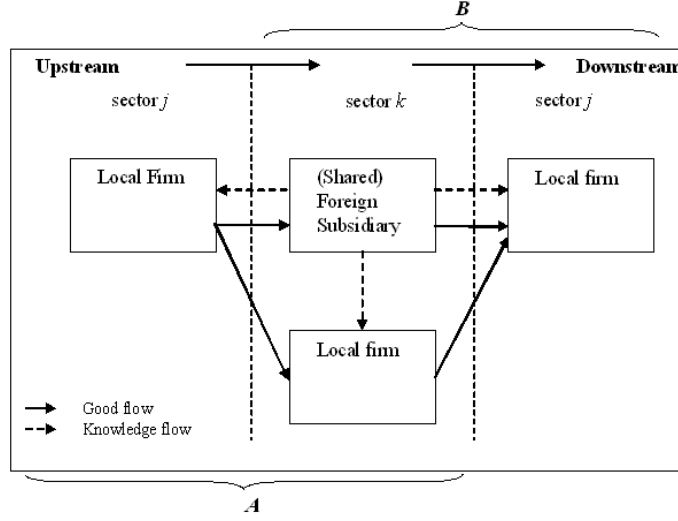 B
Upstream
Downstream
sector j
sector k
sector j
Local Firm
(Shared)
Foreign
Subsidiary
Local firm
Local firm
Good flow
Knowledge flow
A